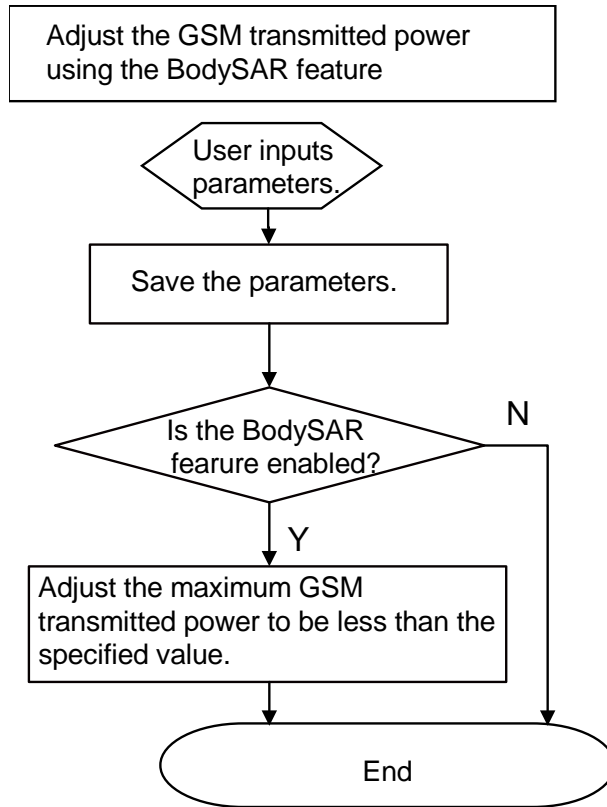 Adjust the GSM transmitted power
using the BodySAR feature
User inputs
parameters.
Save the parameters.
Is the BodySAR
fearure enabled?
N
Y
Adjust the maximum GSM
transmitted power to be less than the
specified value.
End